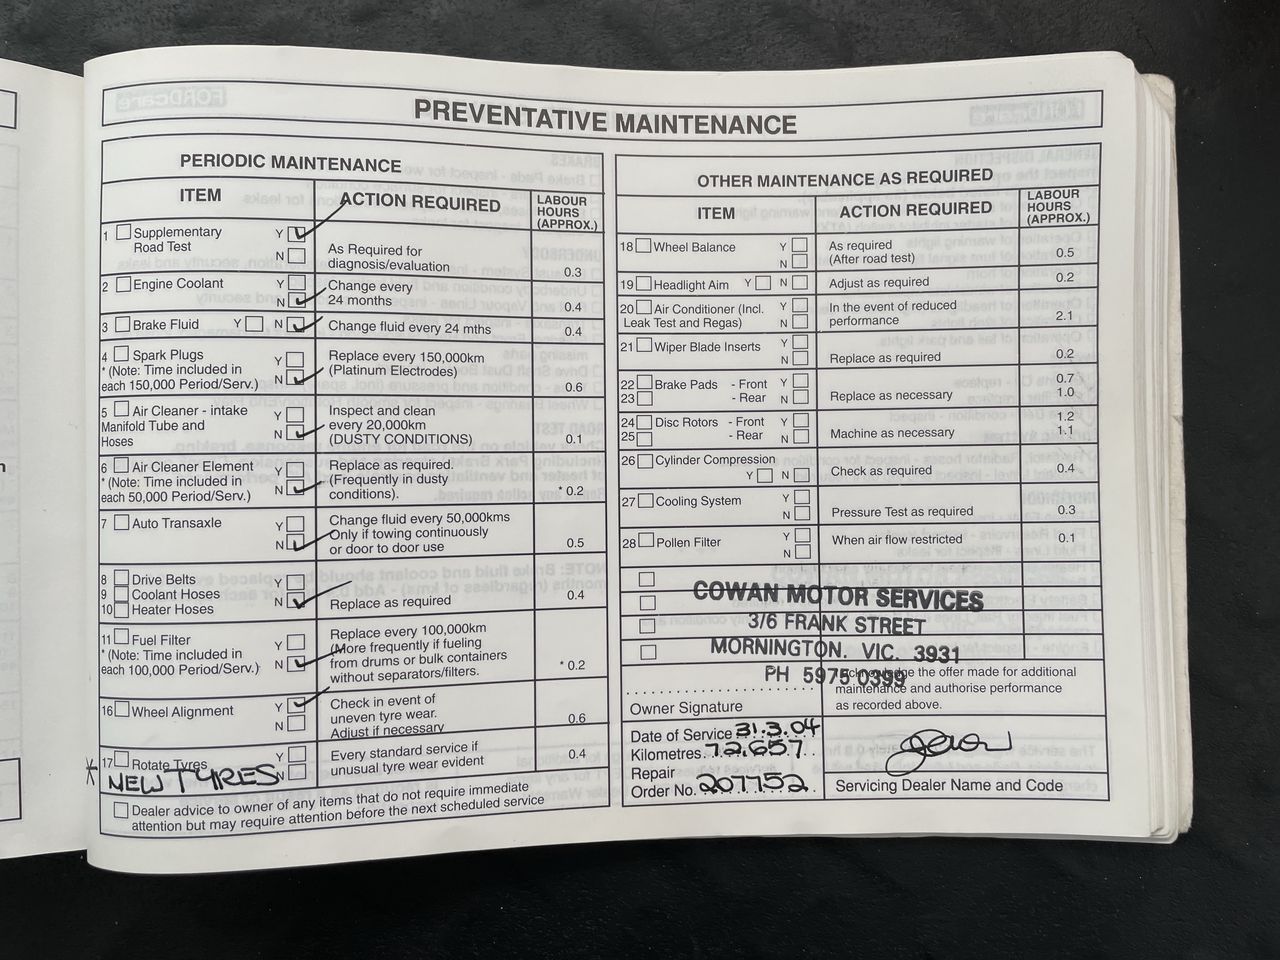 PREVENTATIVE MAINTENANCE
PERIODIC MAINTENANCE
ITEM
ACTION REQUIRED
LABOUR
HOURS
(APPROX.)
1 Supplementary Y
Road Test N
As Required for
diagnosis/evaluation
0.3
2 Engine Coolant Y
N
Change every
24 months
0.4
3 Brake Fluid Y N
Change fluid every 24 mths
0.4
4 Spark Plugs Y
* (Note: Time included in N
each 150,000 Period/Serv.)
Replace every 150,000km
(Platinum Electrodes)
0.6
5 Air Cleaner - intake Y
Manifold Tube and N
Hoses
Inspect and clean
every 20,000km
(DUSTY CONDITIONS)
0.1
6 Air Cleaner Element Y
* (Note: Time included in N
each 50,000 Period/Serv.)
Replace as required.
(Frequently in dusty
conditions).
* 0.2
7 Auto Transaxle Y
N
Change fluid every 50,000kms
Only if towing continuously
or door to door use
0.5
8 Drive Belts Y
9 Coolant Hoses N
10 Heater Hoses
Replace as required
0.4
11 Fuel Filter Y
* (Note: Time included in N
each 100,000 Period/Serv.)
Replace every 100,000km
(More frequently if fueling
from drums or bulk containers
without separators/filters.
* 0.2
16 Wheel Alignment Y
N
Check in event of
uneven tyre wear.
Adjust if necessary
0.6
17 Rotate Tyres Y
* NEW TYRES N
Every standard service if
unusual tyre wear evident
0.4
Dealer advice to owner of any items that do not require immediate
attention but may require attention before the next scheduled service
OTHER MAINTENANCE AS REQUIRED
ITEM
ACTION REQUIRED
LABOUR
HOURS
(APPROX.)
18 Wheel Balance Y
N
As required
(After road test)
0.5
19 Headlight Aim Y N
Adjust as required
0.2
20 Air Conditioner (Incl. Y
Leak Test and Regas) N
In the event of reduced
performance
2.1
21 Wiper Blade Inserts Y
N
Replace as required
0.2
22 Brake Pads - Front Y
23 - Rear N
Replace as necessary
0.7
1.0
24 Disc Rotors - Front Y
25 - Rear N
Machine as necessary
1.2
1.1
26 Cylinder Compression
Y N
Check as required
0.4
27 Cooling System Y
N
Pressure Test as required
0.3
28 Pollen Filter Y
N
When air flow restricted
0.1
COWAN MOTOR SERVICES
3/6 FRANK STREET
MORNINGTON. VIC. 3931
PH 5975 0399
acknowledge the offer made for additional
maintenance and authorise performance
as recorded above.
Owner Signature
Date of Service 31.3.04
Kilometres 72,657
Repair
Order No. 207752
Servicing Dealer Name and Code